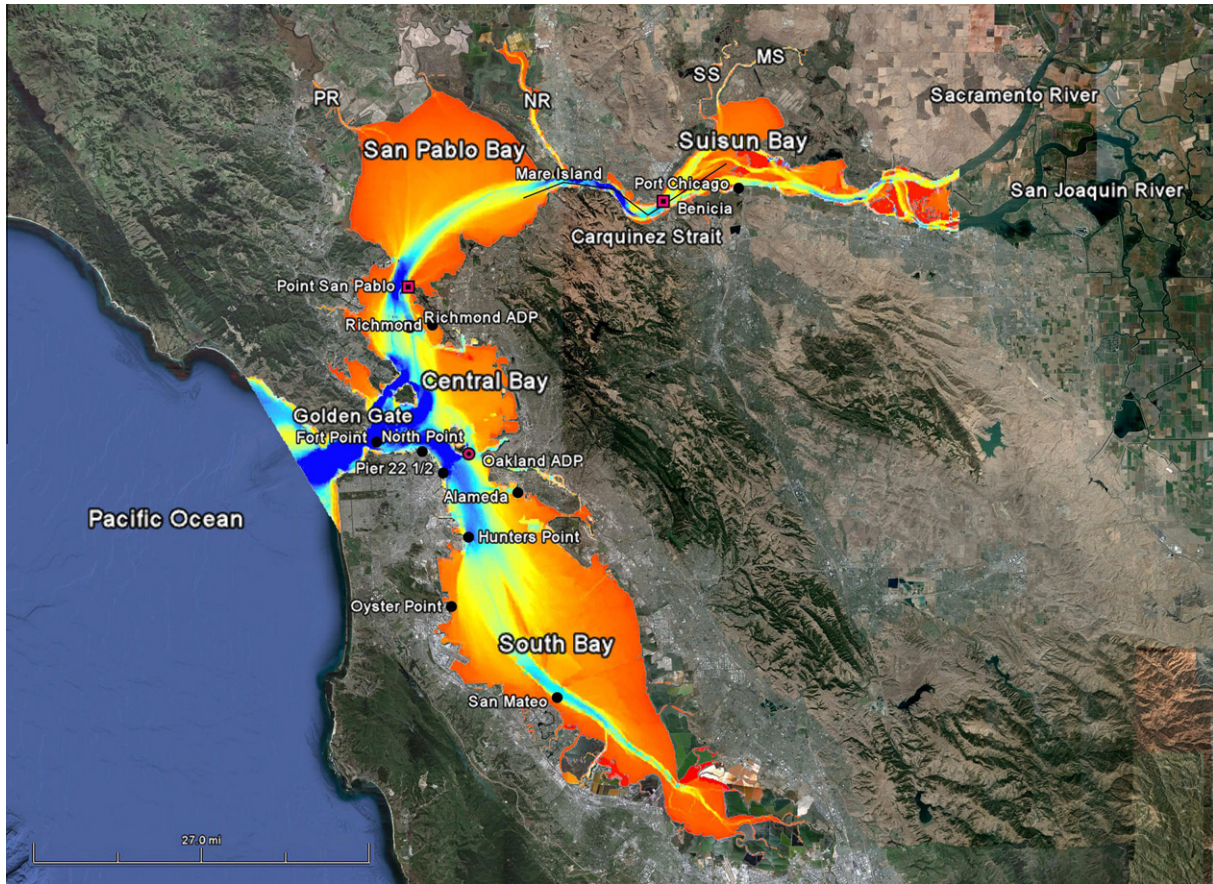 MS
SS
PR
NR
Sacramento River
Suisun Bay
San Pablo Bay
Mare Island
Port Chicago
San Joaquin River
Benicia
Carquinez Strait
Point San Pablo
Richmond
Richmond ADP
Central Bay
Golden Gate
Fort Point
North Point
Oakland ADP
Pier 22 1/2
Alameda
Pacific Ocean
Hunters Point
Oyster Point
South Bay
San Mateo
27.0 mi